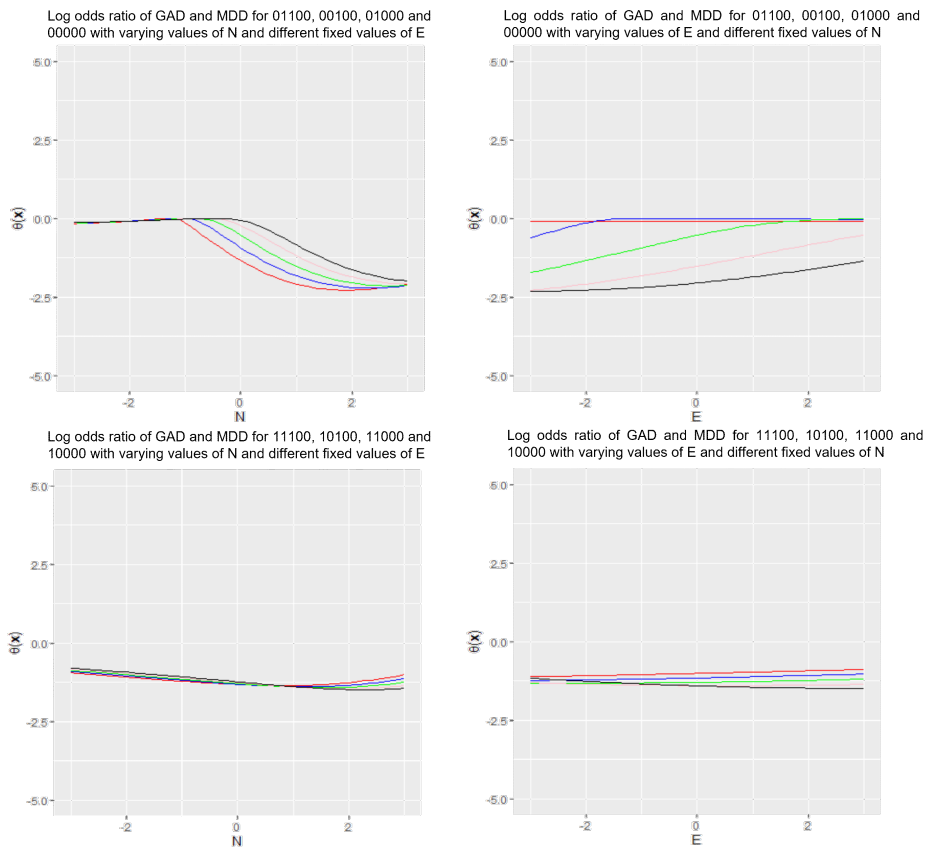 Log odds ratio of GAD and MDD for 01100, 00100, 01000 and
00000 with varying values of N and different fixed values of E
5.0
2.5
0.0
-2.5
-5.0
θ(x)
-2
0
2
N
Log odds ratio of GAD and MDD for 01100, 00100, 01000 and
00000 with varying values of E and different fixed values of N
5.0
2.5
0.0
-2.5
-5.0
θ(x)
-2
0
2
E
Log odds ratio of GAD and MDD for 11100, 10100, 11000 and
10000 with varying values of N and different fixed values of E
5.0
2.5
0.0
-2.5
-5.0
θ(x)
-2
0
2
N
Log odds ratio of GAD and MDD for 11100, 10100, 11000 and
10000 with varying values of E and different fixed values of N
5.0
2.5
0.0
-2.5
-5.0
θ(x)
-2
0
2
E